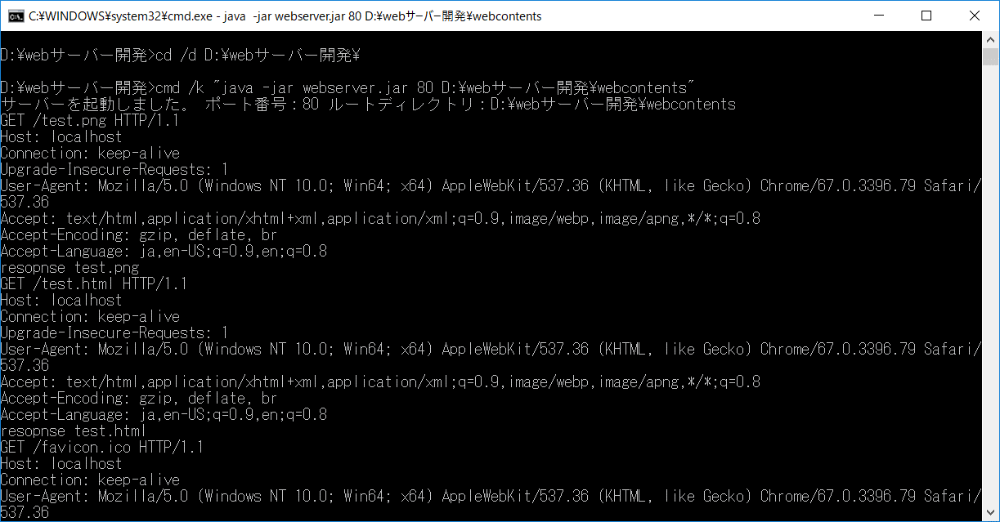 C:¥WINDOWS¥system32¥cmd.exe - java  -jar webserver.jar 80 D:¥webサーバー開発¥webcontents
D:¥webサーバー開発>cd /d D:¥webサーバー開発¥
D:¥webサーバー開発>cmd /k "java -jar webserver.jar 80 D:¥webサーバー開発¥webcontents"
サーバーを起動しました。 ポート番号：80 ルートディレクトリ：D:¥webサーバー開発¥webcontents
GET /test.png HTTP/1.1
Host: localhost
Connection: keep-alive
Upgrade-Insecure-Requests: 1
User-Agent: Mozilla/5.0 (Windows NT 10.0; Win64; x64) AppleWebKit/537.36 (KHTML, like Gecko) Chrome/67.0.3396.79 Safari/
537.36
Accept: text/html,application/xhtml+xml,application/xml;q=0.9,image/webp,image/apng,*/*;q=0.8
Accept-Encoding: gzip, deflate, br
Accept-Language: ja,en-US;q=0.9,en;q=0.8
resopnse test.png
GET /test.html HTTP/1.1
Host: localhost
Connection: keep-alive
Upgrade-Insecure-Requests: 1
User-Agent: Mozilla/5.0 (Windows NT 10.0; Win64; x64) AppleWebKit/537.36 (KHTML, like Gecko) Chrome/67.0.3396.79 Safari/
537.36
Accept: text/html,application/xhtml+xml,application/xml;q=0.9,image/webp,image/apng,*/*;q=0.8
Accept-Encoding: gzip, deflate, br
Accept-Language: ja,en-US;q=0.9,en;q=0.8
resopnse test.html
GET /favicon.ico HTTP/1.1
Host: localhost
Connection: keep-alive
User-Agent: Mozilla/5.0 (Windows NT 10.0; Win64; x64) AppleWebKit/537.36 (KHTML, like Gecko) Chrome/67.0.3396.79 Safari/
537.36